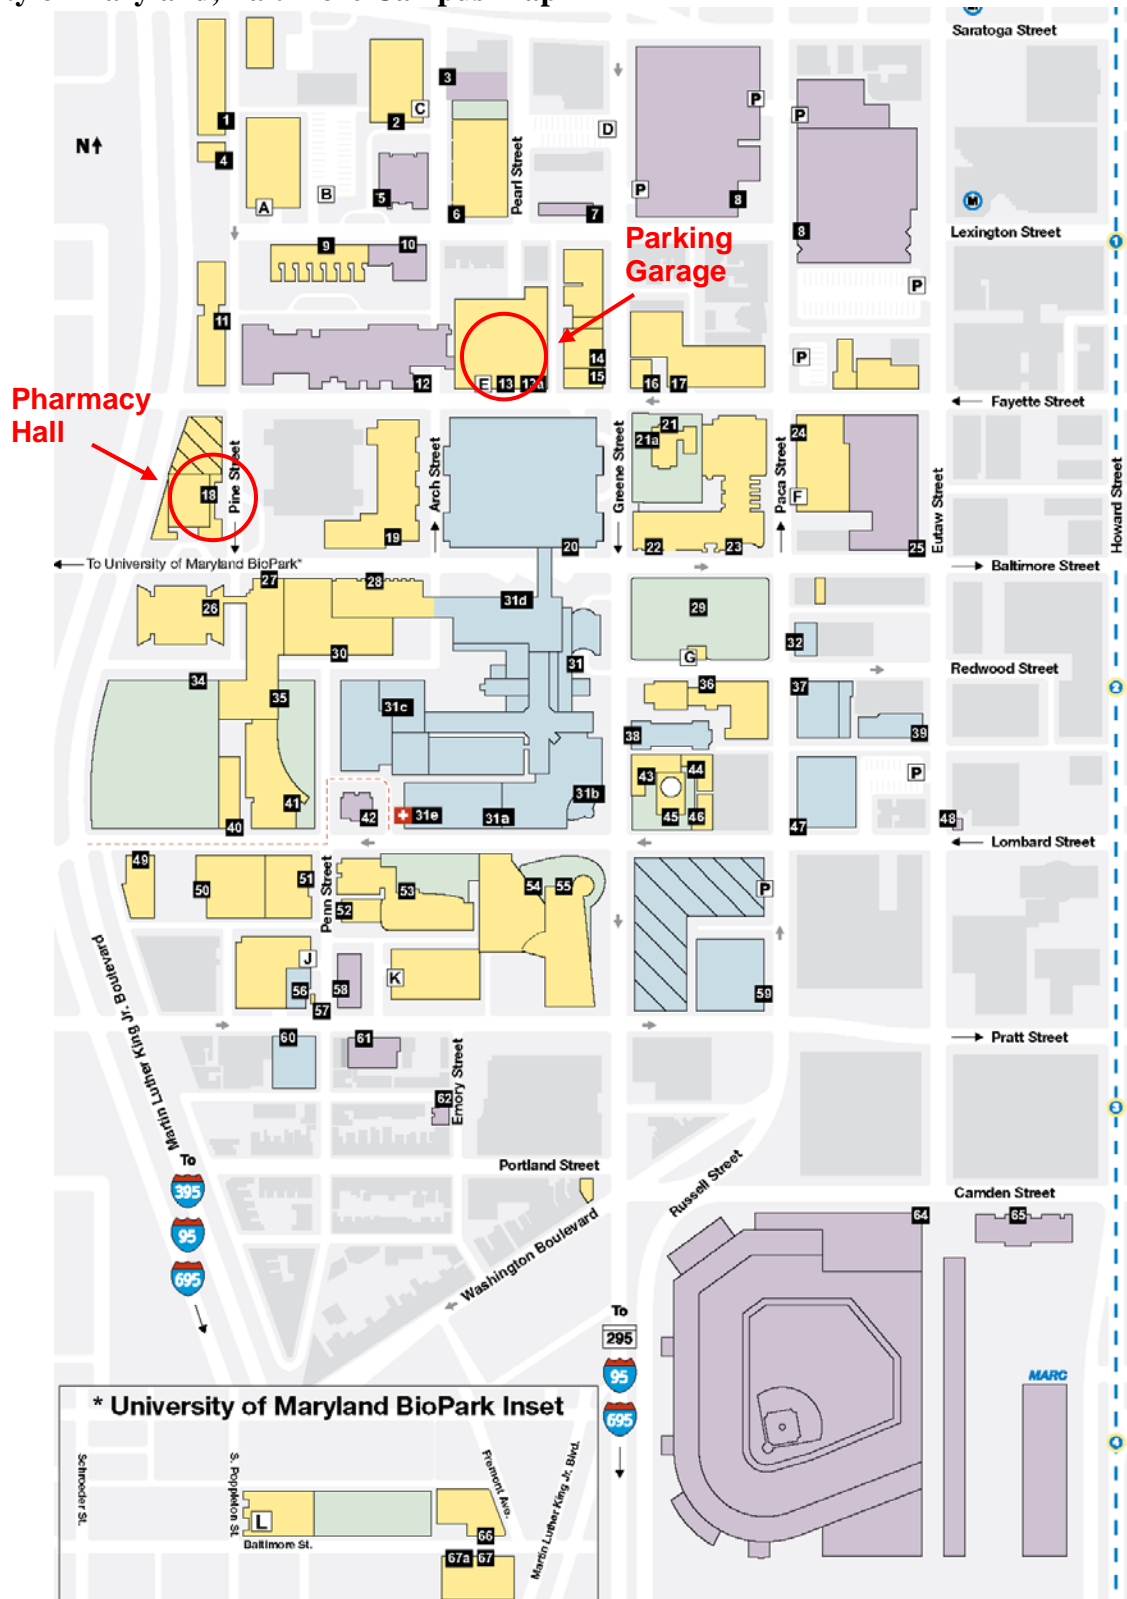 Saratoga Street
3
C
P
1
2
P
D
N
4
Pearl Street
B
5
P
A
6
7
8
M
8
Lexington Street
9
10
Parking
Garage
1
P
11
14
P
12
E
13
12a
15
16
17
Pharmacy
Hall
Fayette Street
21
24
21a
Pine Street
Arch Street
Greene Street
Paca Street
18
F
Eutaw Street
Howard Street
19
20
22
23
25
To University of Maryland BioPark*
Baltimore Street
27
28
26
31d
29
32
30
G
31
Redwood Street
34
35
36
37
2
31c
38
39
43
44
P
41
31b
40
42
31e
31a
45
46
47
48
Lombard Street
49
50
51
53
54
55
P
52
Penn Street
J
K
56
58
59
57
Martin Luther King Jr. Boulevard
60
61
Pratt Street
62
Emory Street
3
To
Portland Street
395
Russell Street
Camden Street
64
65
95
Washington Boulevard
695
To
295
95
MARC
695
* University of Maryland BioPark Inset
4
Schroeder St.
S. Poppleton St.
Fremont Ave.
Martin Luther King Jr. Blvd.
L
66
Baltimore St.
67a
67